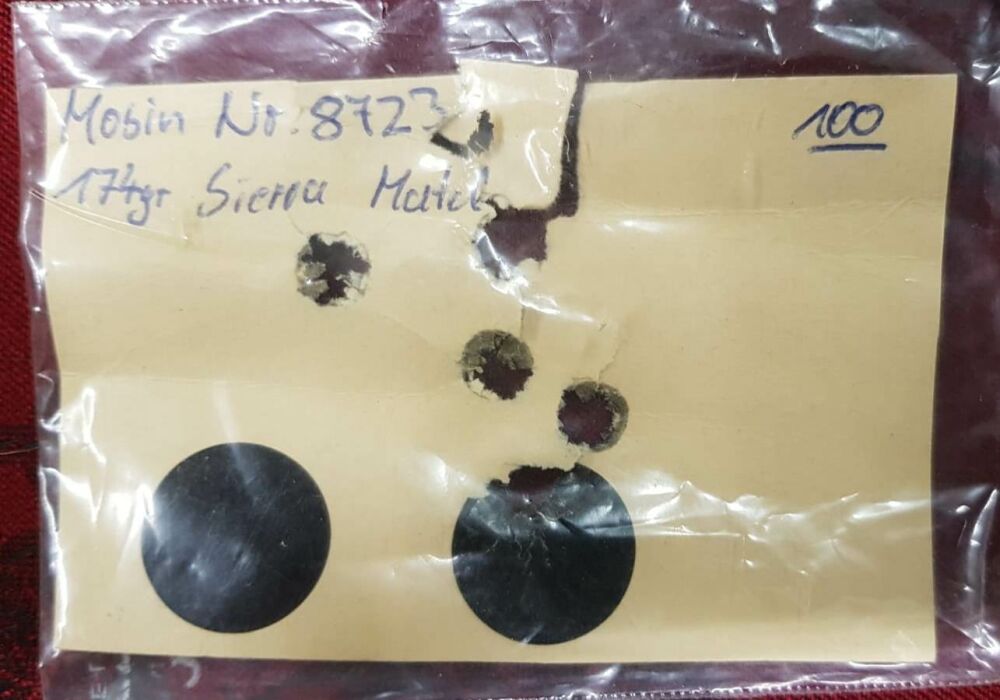 Mosin Nr. 8723
100
174gr Sierra Match